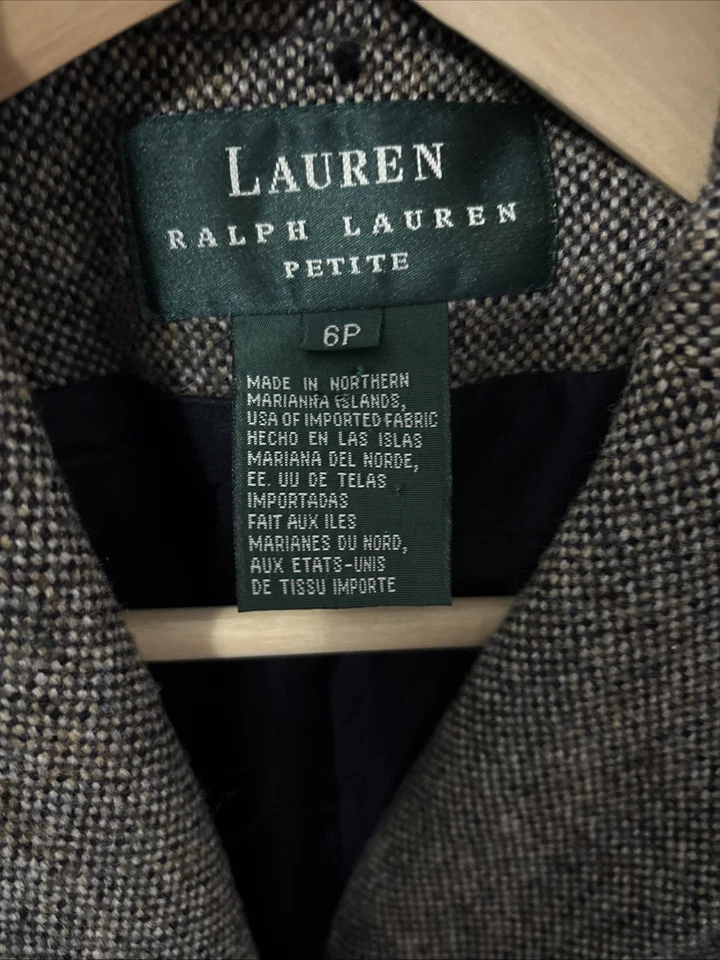 LAUREN
RALPH LAUREN
PETITE
6P
MADE IN NORTHERN
MARIANNA ISLANDS,
USA OF IMPORTED FABRIC
HECHO EN LAS ISLAS
MARIANA DEL NORDE,
EE. UU DE TELAS
IMPORTADAS
FAIT AUX ILES
MARIANES DU NORD,
AUX ETATS-UNIS
DE TISSU IMPORTE